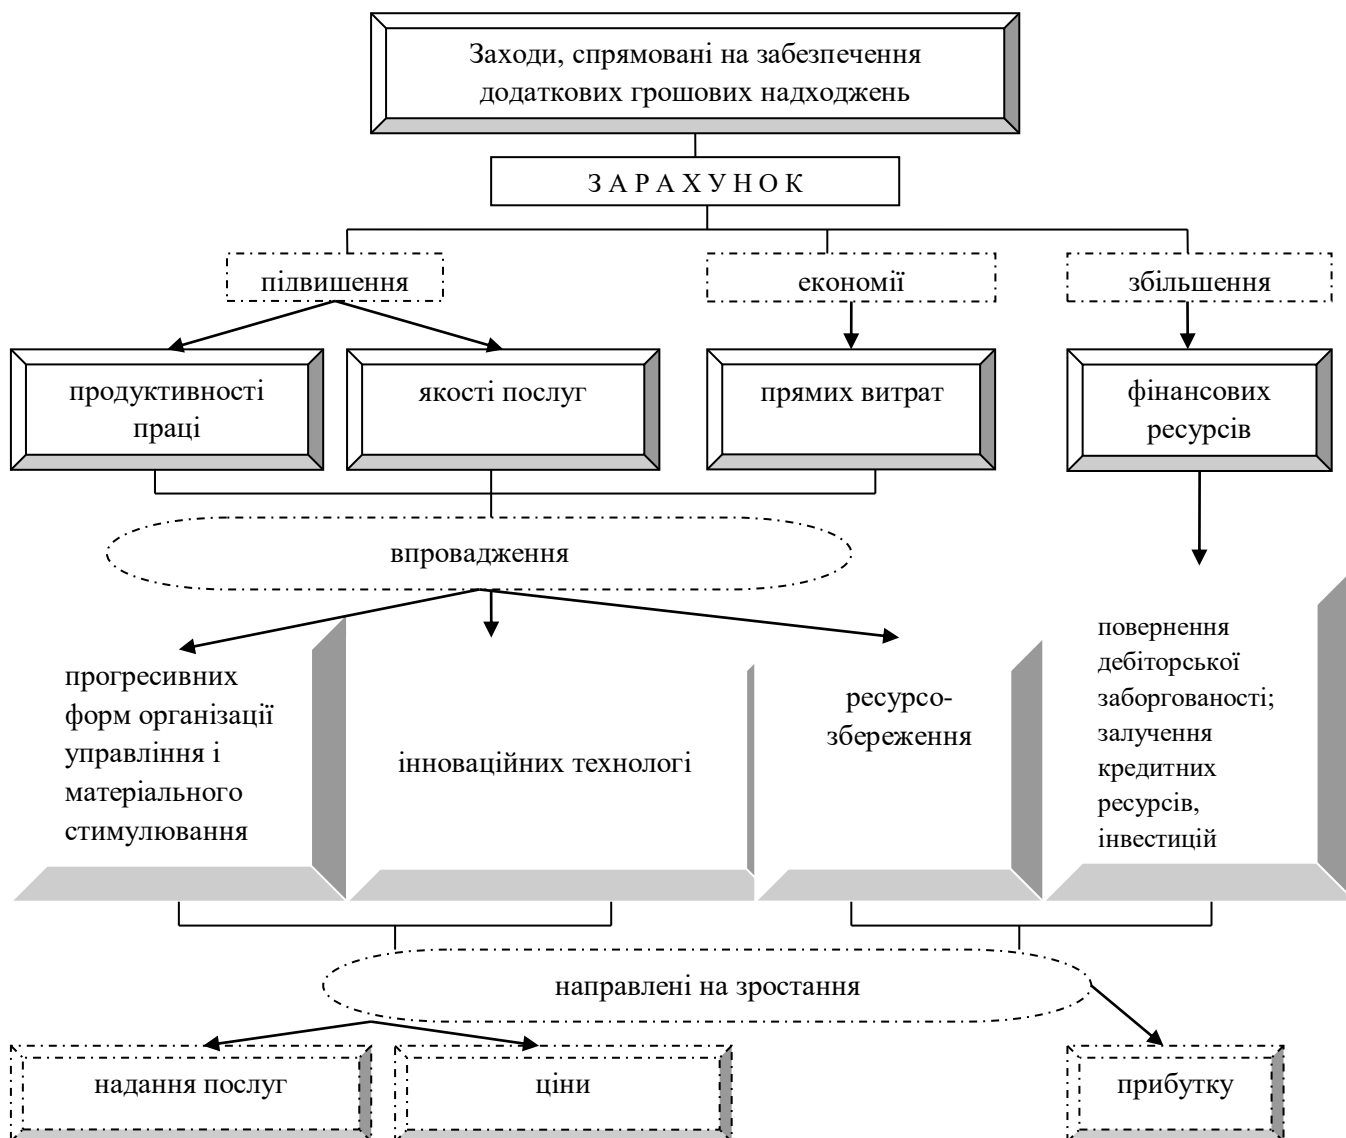 Заходи, спрямовані на забезпечення
додаткових грошових надходжень
З А Р А Х У Н О К
підвищення
економії
збільшення
продуктивності
праці
якості послуг
прямих витрат
фінансових
ресурсів
впровадження
прогресивних
форм організації
управління і
матеріального
стимулювання
інноваційних технологі
ресурсо-
збереження
повернення
дебіторської
заборгованості;
залучення
кредитних
ресурсів,
інвестицій
направлені на зростання
надання послуг
ціни
прибутку